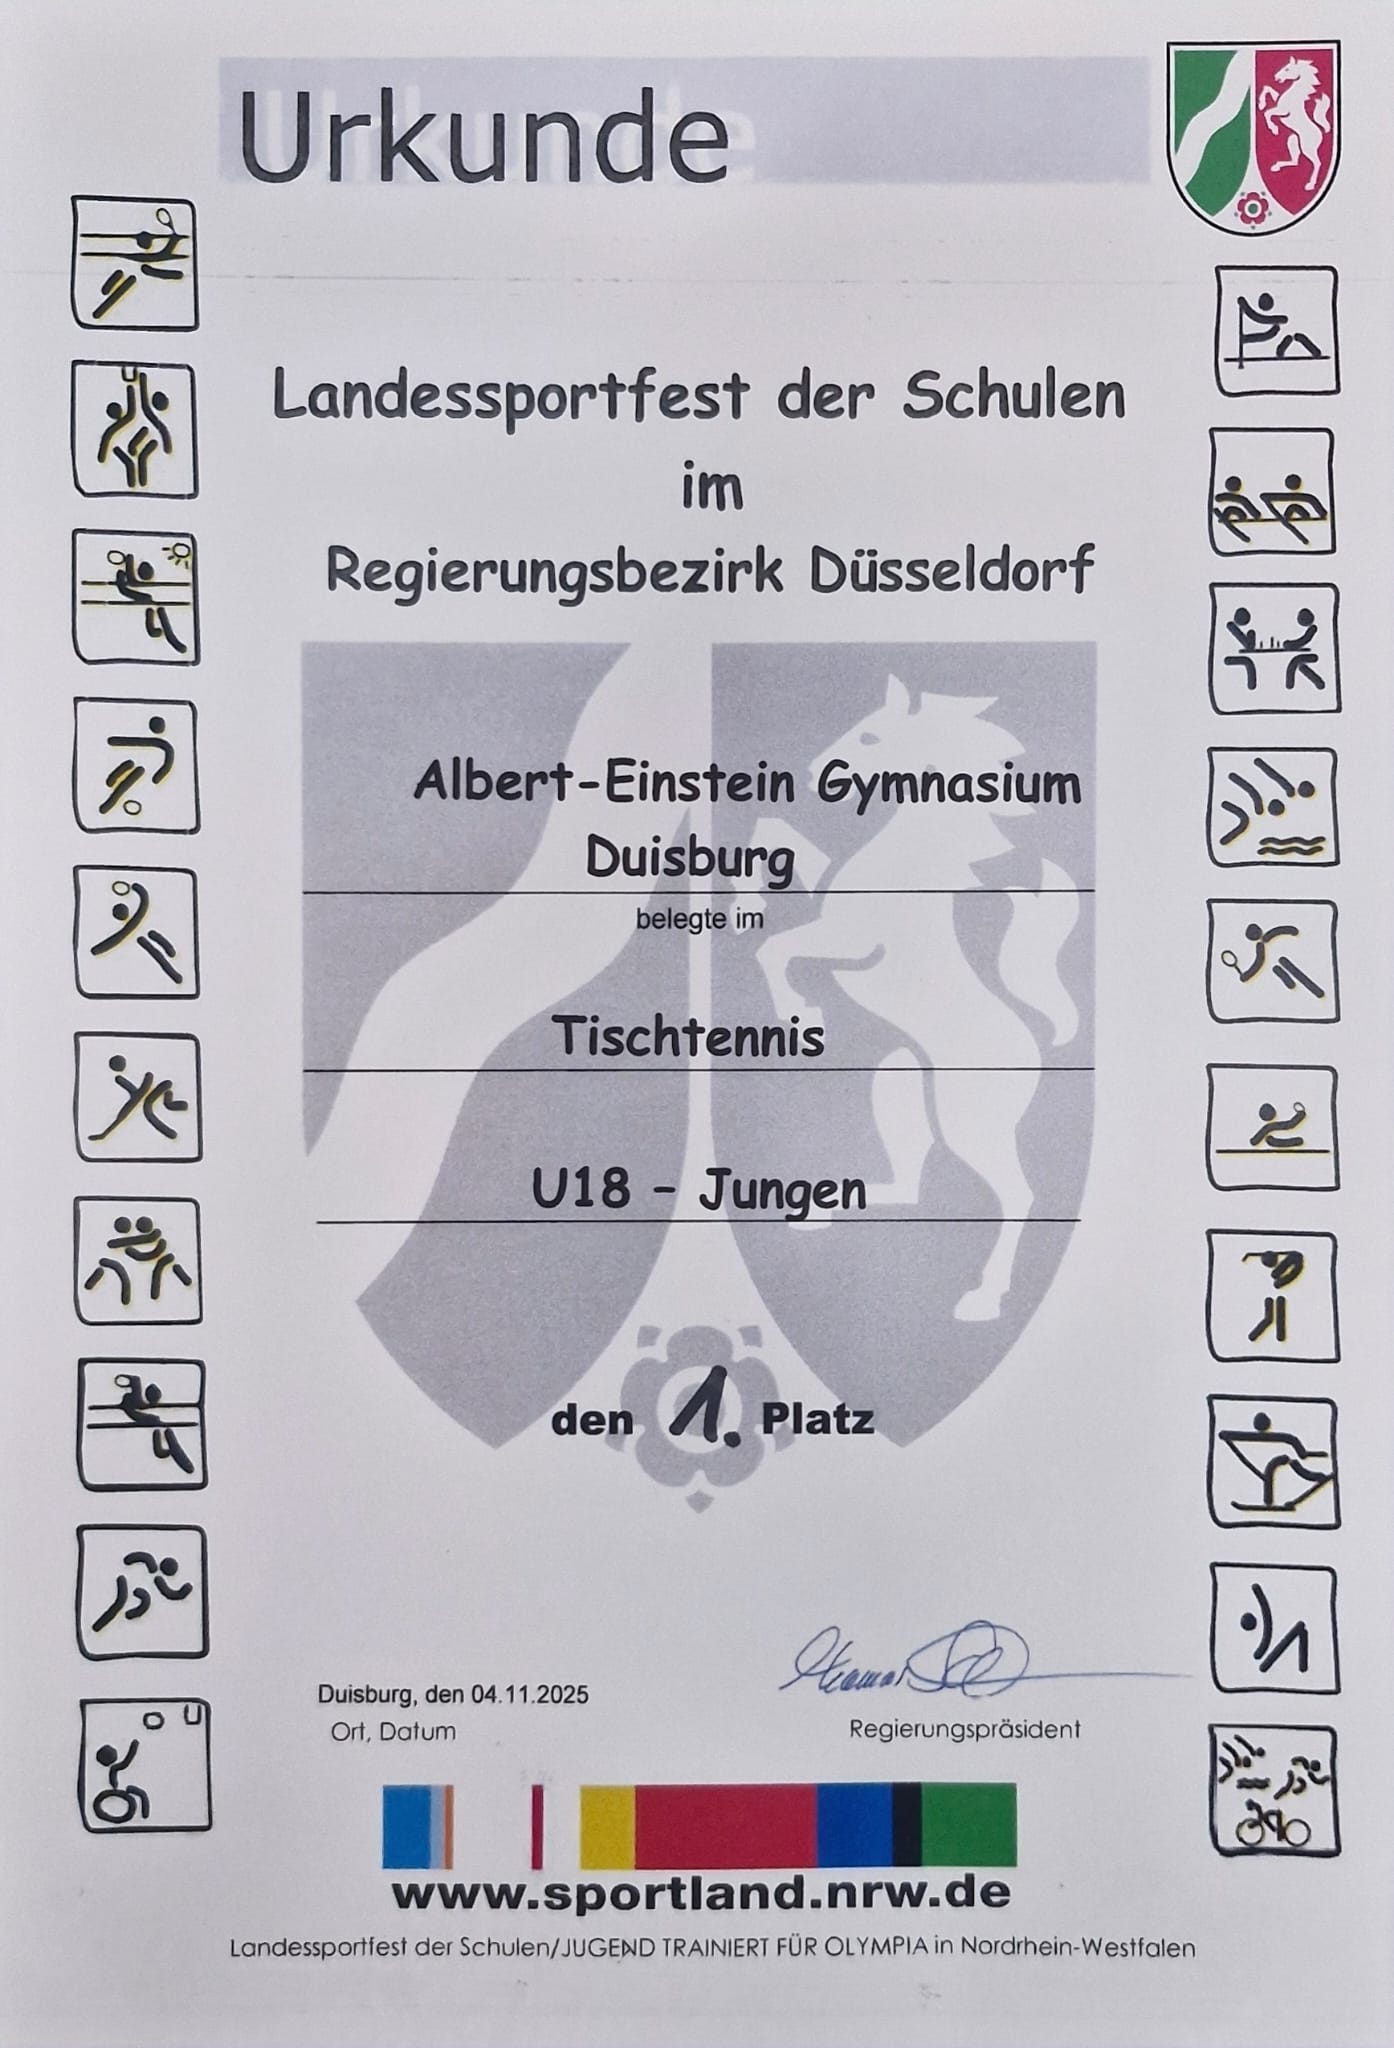 Urkunde
Landessportfest der Schulen
im
Regierungsbezirk Düsseldorf
Albert-Einstein Gymnasium
Duisburg
belegte im
Tischtennis
U18 - Jungen
den 1. Platz
Duisburg, den 04.11.2025
Ort, Datum
Regierungspräsident
www.sportland.nrw.de
Landessportfest der Schulen/JUGEND TRAINIERT FÜR OLYMPIA in Nordrhein-Westfalen